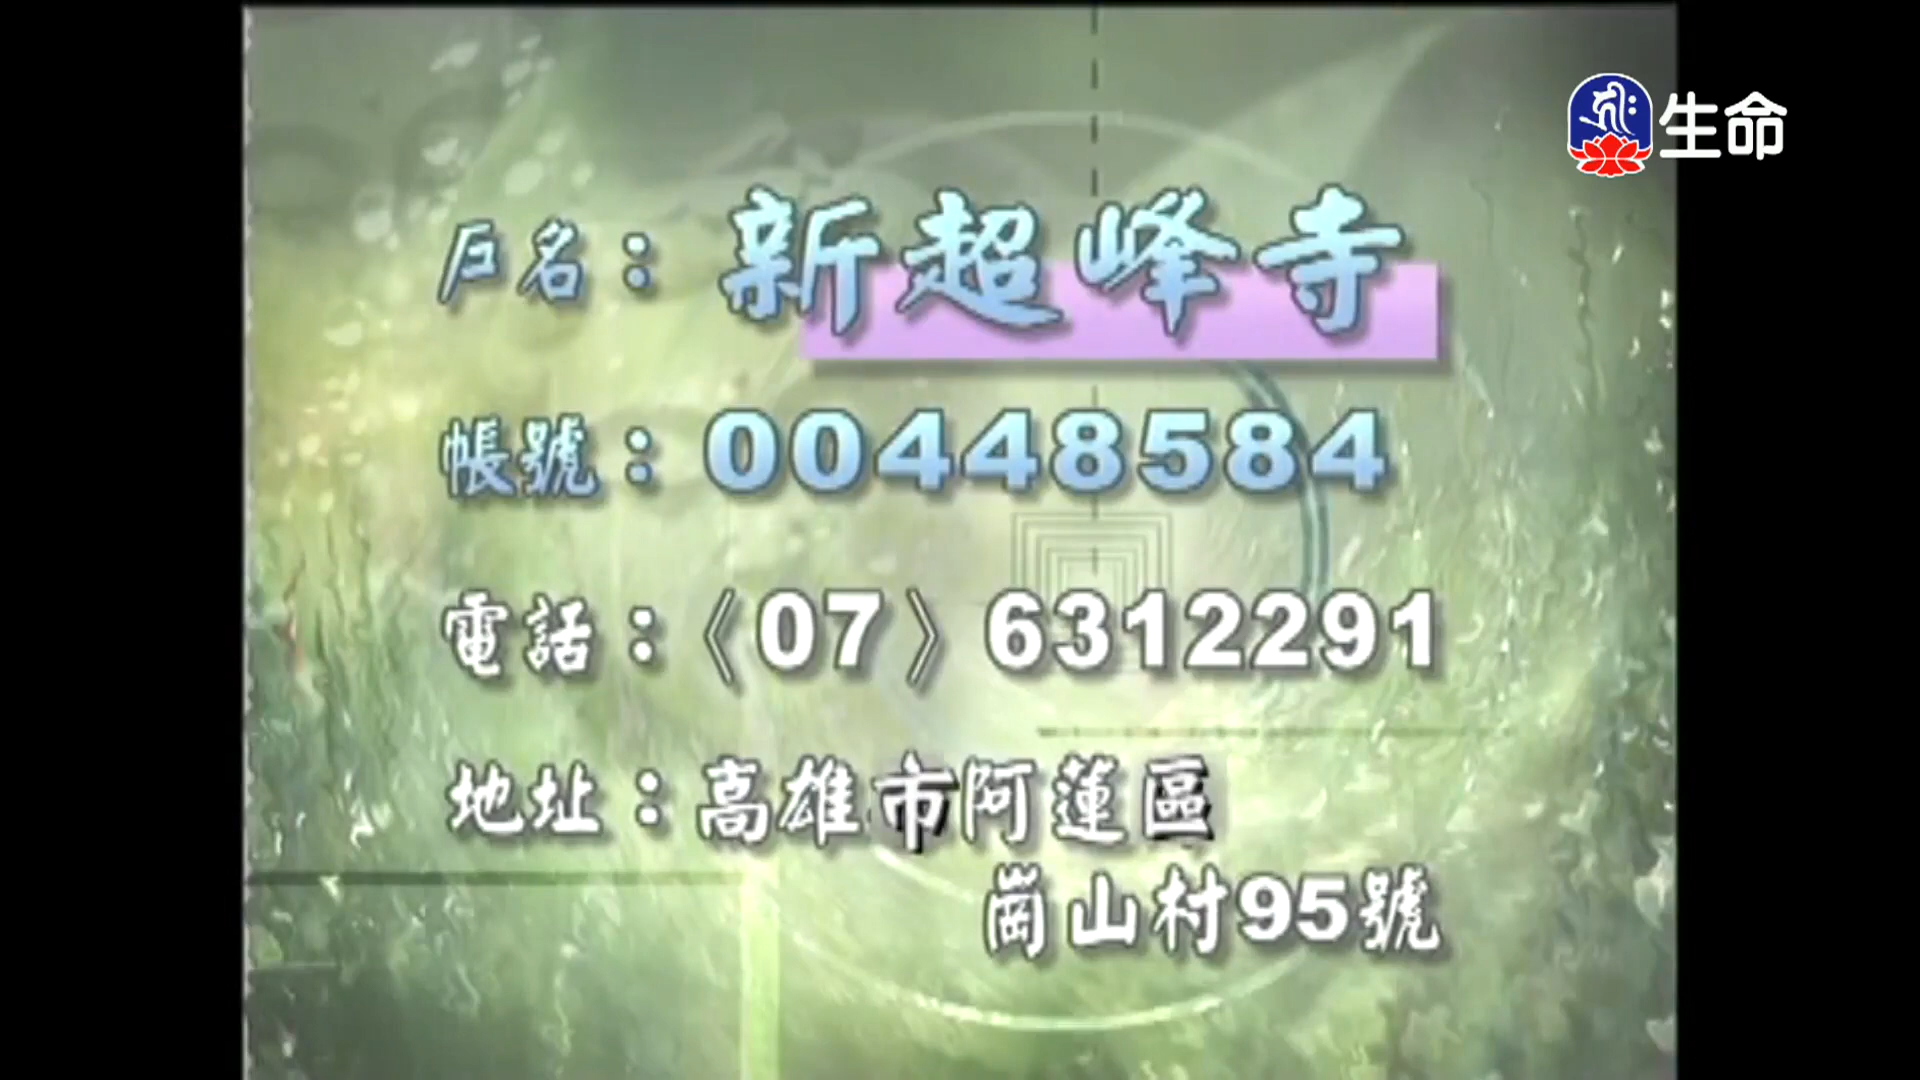 生命
戶名：新超峰寺
帳號：00448584
電話：〈07〉6312291
地址：高雄市阿蓮區
崗山村95號